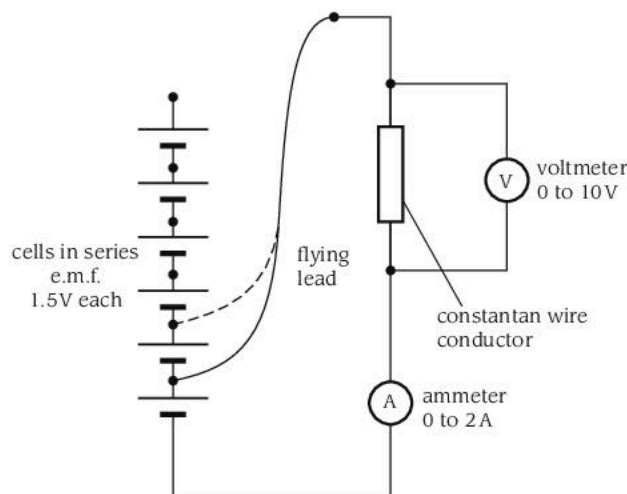 V
voltmeter
0 to 10V
cells in series
e.m.f.
1.5V each
flying
lead
constantan wire
conductor
A
ammeter
0 to 2A